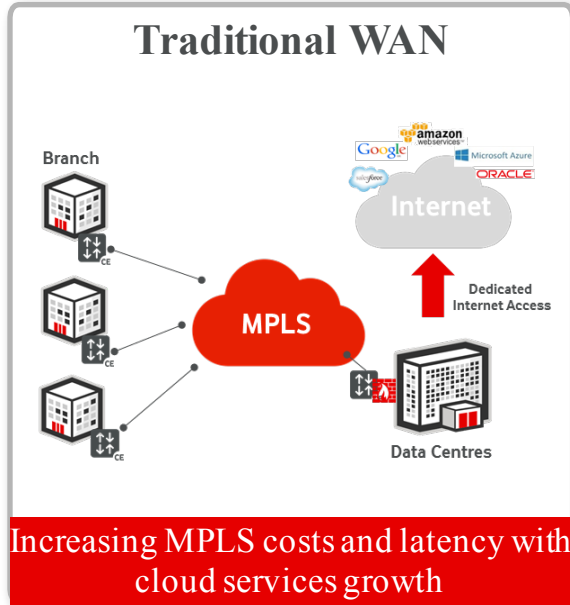 Traditional WAN
amazon
webservices™
Google
Microsoft Azure
salesforce
ORACLE
Internet
Branch
CE
CE
CE
MPLS
Dedicated
Internet Access
Data Centres
Increasing MPLS costs and latency with
cloud services growth